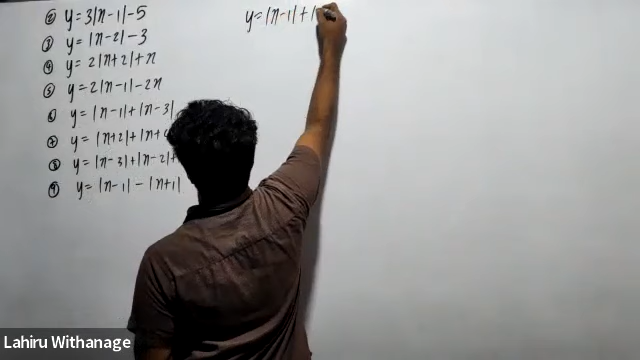 ② y = 3|x-1| - 5
③ y = |x-2| - 3
④ y = 2|x+2| + x
⑤ y = 2|x-1| - 2x
⑥ y = |x-1| + |x-3|
⑦ y = |x+2| + |x+
⑧ y = |x-3| + |x-2| +
⑨ y = |x-1| - |x+1|
y = |x-1| + |
Lahiru Withanage